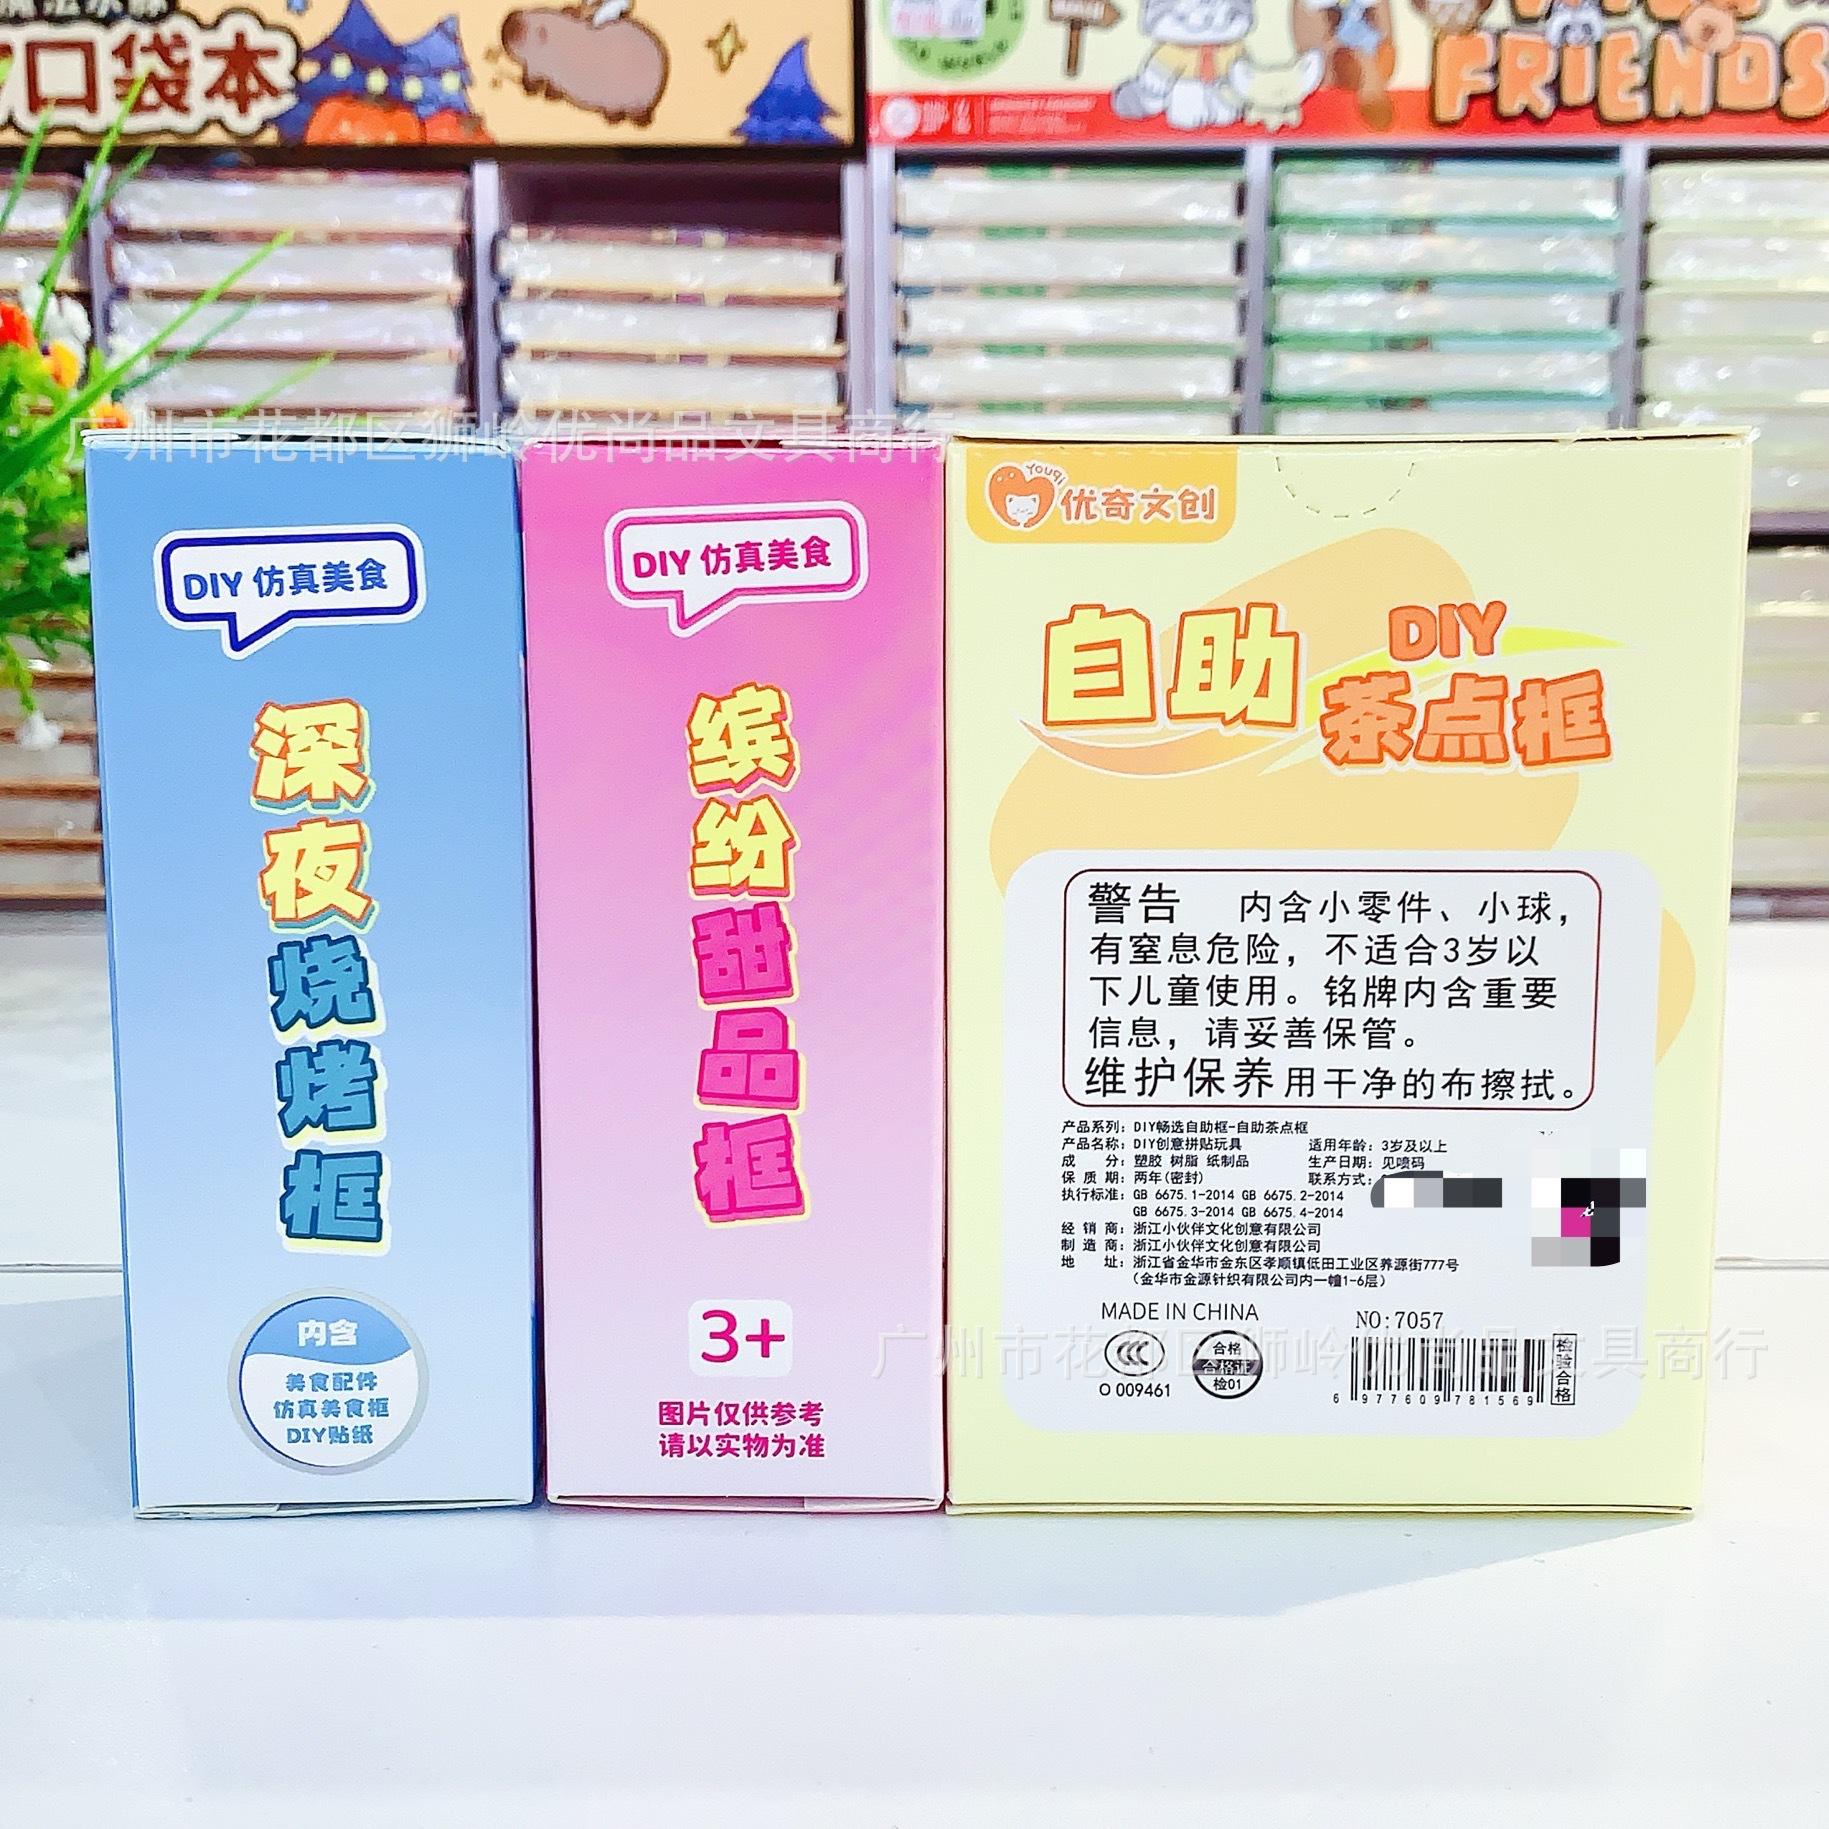 口袋本
FRIENDS
广州市花都区狮岭优尚品文具商行
DIY 仿真美食
深夜烧烤框
内含
美食配件
仿真美食框
DIY贴纸
DIY 仿真美食
缤纷甜品框
3+
图片仅供参考
请以实物为准
Youqi
优奇文创
自助
DIY
茶点框
警告 内含小零件、小球，
有窒息危险，不适合3岁以
下儿童使用。铭牌内含重要
信息，请妥善保管。
维护保养用干净的布擦拭。
产品系列：DIY畅选自助框-自助茶点框
产品名称：DIY创意拼贴玩具 适用年龄：3岁及以上
成 分：塑胶 树脂 纸制品 生产日期：见喷码
保 质 期：两年(密封) 联系方式：
执行标准：GB 6675.1-2014 GB 6675.2-2014
GB 6675.3-2014 GB 6675.4-2014
经 销 商：浙江小伙伴文化创意有限公司
制 造 商：浙江小伙伴文化创意有限公司
地 址：浙江省金华市金东区孝顺镇低田工业区养源街777号
（金华市金源针织有限公司内一幢1-6层）
MADE IN CHINA
NO:7057
广州市花都区狮岭优尚品文具商行
CCC
O 009461
合格
合格证
检01
6 977609 781569
检验合格